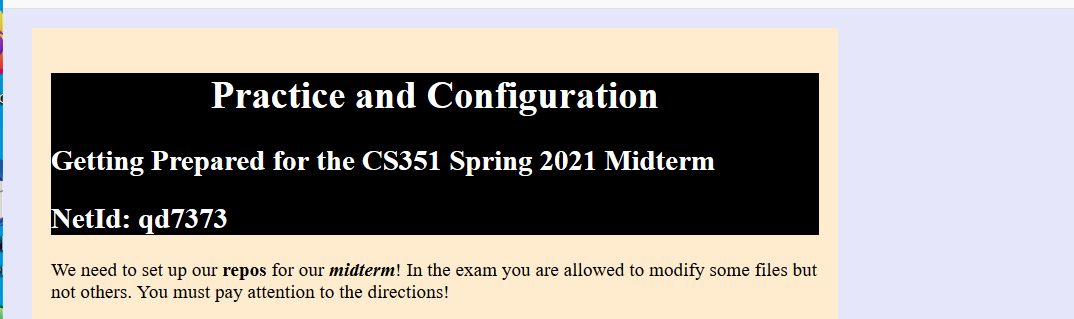 Practice and Configuration
Getting Prepared for the CS351 Spring 2021 Midterm
NetId: qd7373
We need to set up our repos for our midterm! In the exam you are allowed to modify some files but
not others. You must pay attention to the directions!